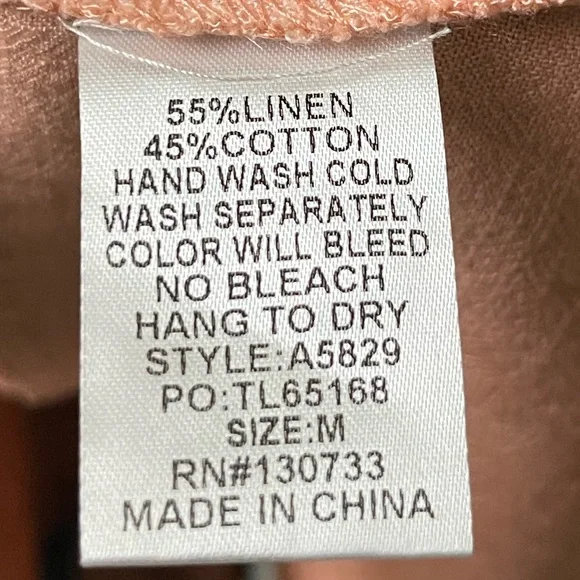 55%LINEN
45%COTTON
HAND WASH COLD
WASH SEPARATELY
COLOR WILL BLEED
NO BLEACH
HANG TO DRY
STYLE:A5829
PO:TL65168
SIZE:M
RN#130733
MADE IN CHINA